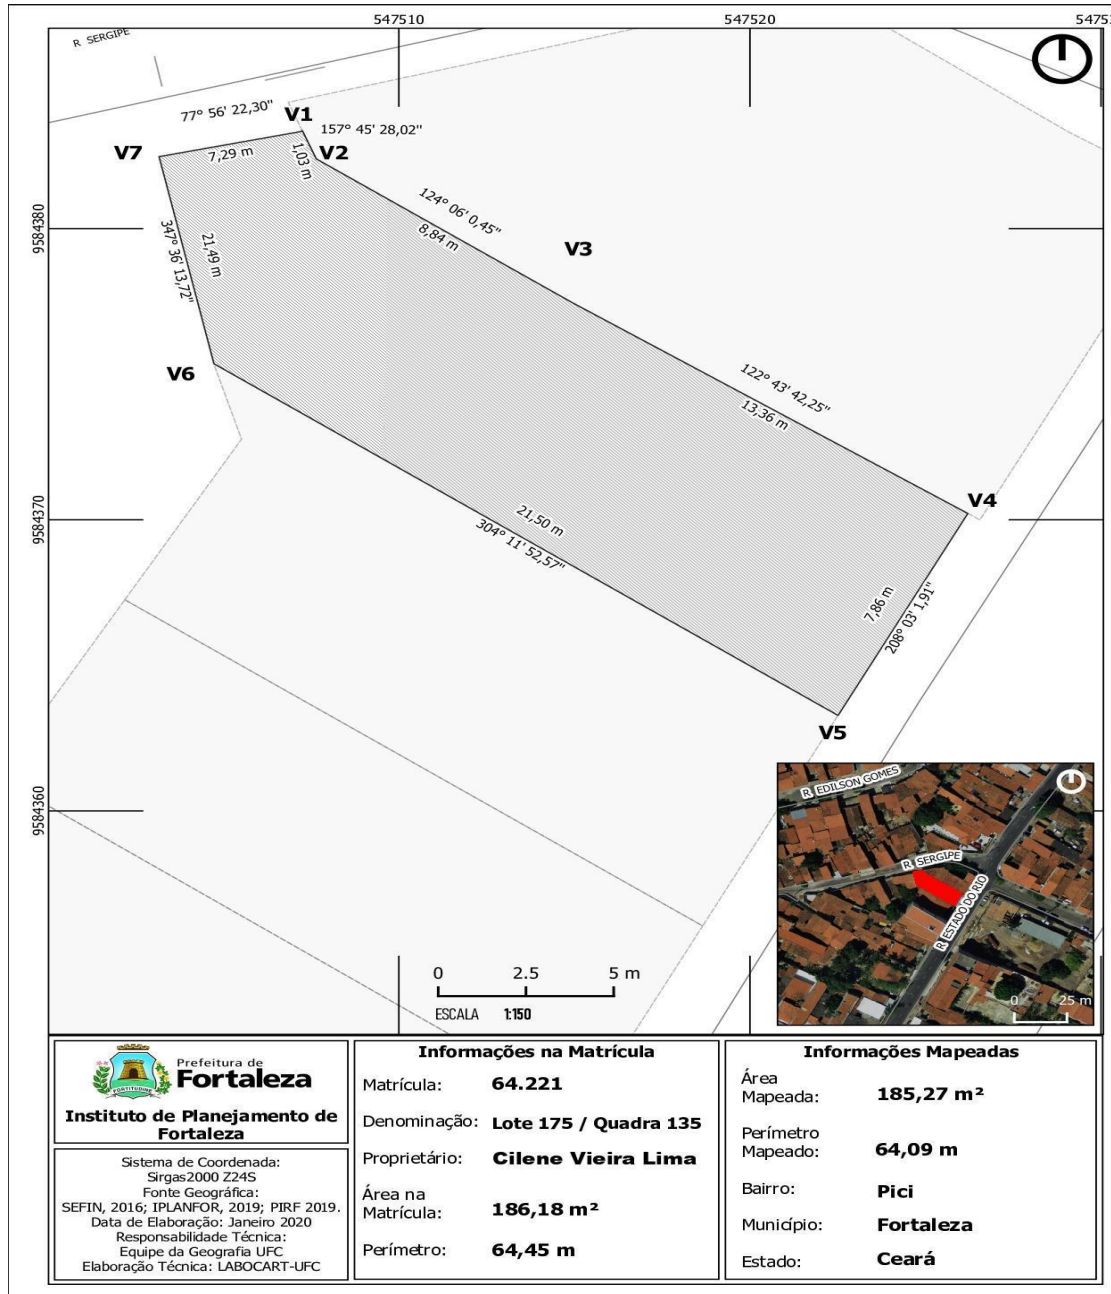 547510
547520
R SERGIPE
77° 56' 22,30"
V1
157° 45' 28,02"
V7
7,29 m
1,03 m
V2
124° 06' 0,45"
8,84 m
V3
9584380
347° 36' 13,72"
21,49 m
V6
122° 43' 42,25"
13,36 m
V4
9584370
21,50 m
304° 11' 52,57"
7,86 m
208° 03' 1,91"
V5
9584360
R. EDILSON GOMES
R. SERGIPE
R. ESTADO DO RIO
0 25 m
0 2.5 5 m
ESCALA 1:150
Prefeitura de
Fortaleza
FORTITUDINE
Instituto de Planejamento de
Fortaleza
Sistema de Coordenada:
Sirgas2000 Z24S
Fonte Geográfica:
SEFIN, 2016; IPLANFOR, 2019; PIRF 2019.
Data de Elaboração: Janeiro 2020
Responsabilidade Técnica:
Equipe da Geografia UFC
Elaboração Técnica: LABOCART-UFC
Informações na Matrícula
Matrícula: 64.221
Denominação: Lote 175 / Quadra 135
Proprietário: Cilene Vieira Lima
Área na
Matrícula: 186,18 m²
Perímetro: 64,45 m
Informações Mapeadas
Área
Mapeada: 185,27 m²
Perímetro
Mapeado: 64,09 m
Bairro: Pici
Município: Fortaleza
Estado: Ceará